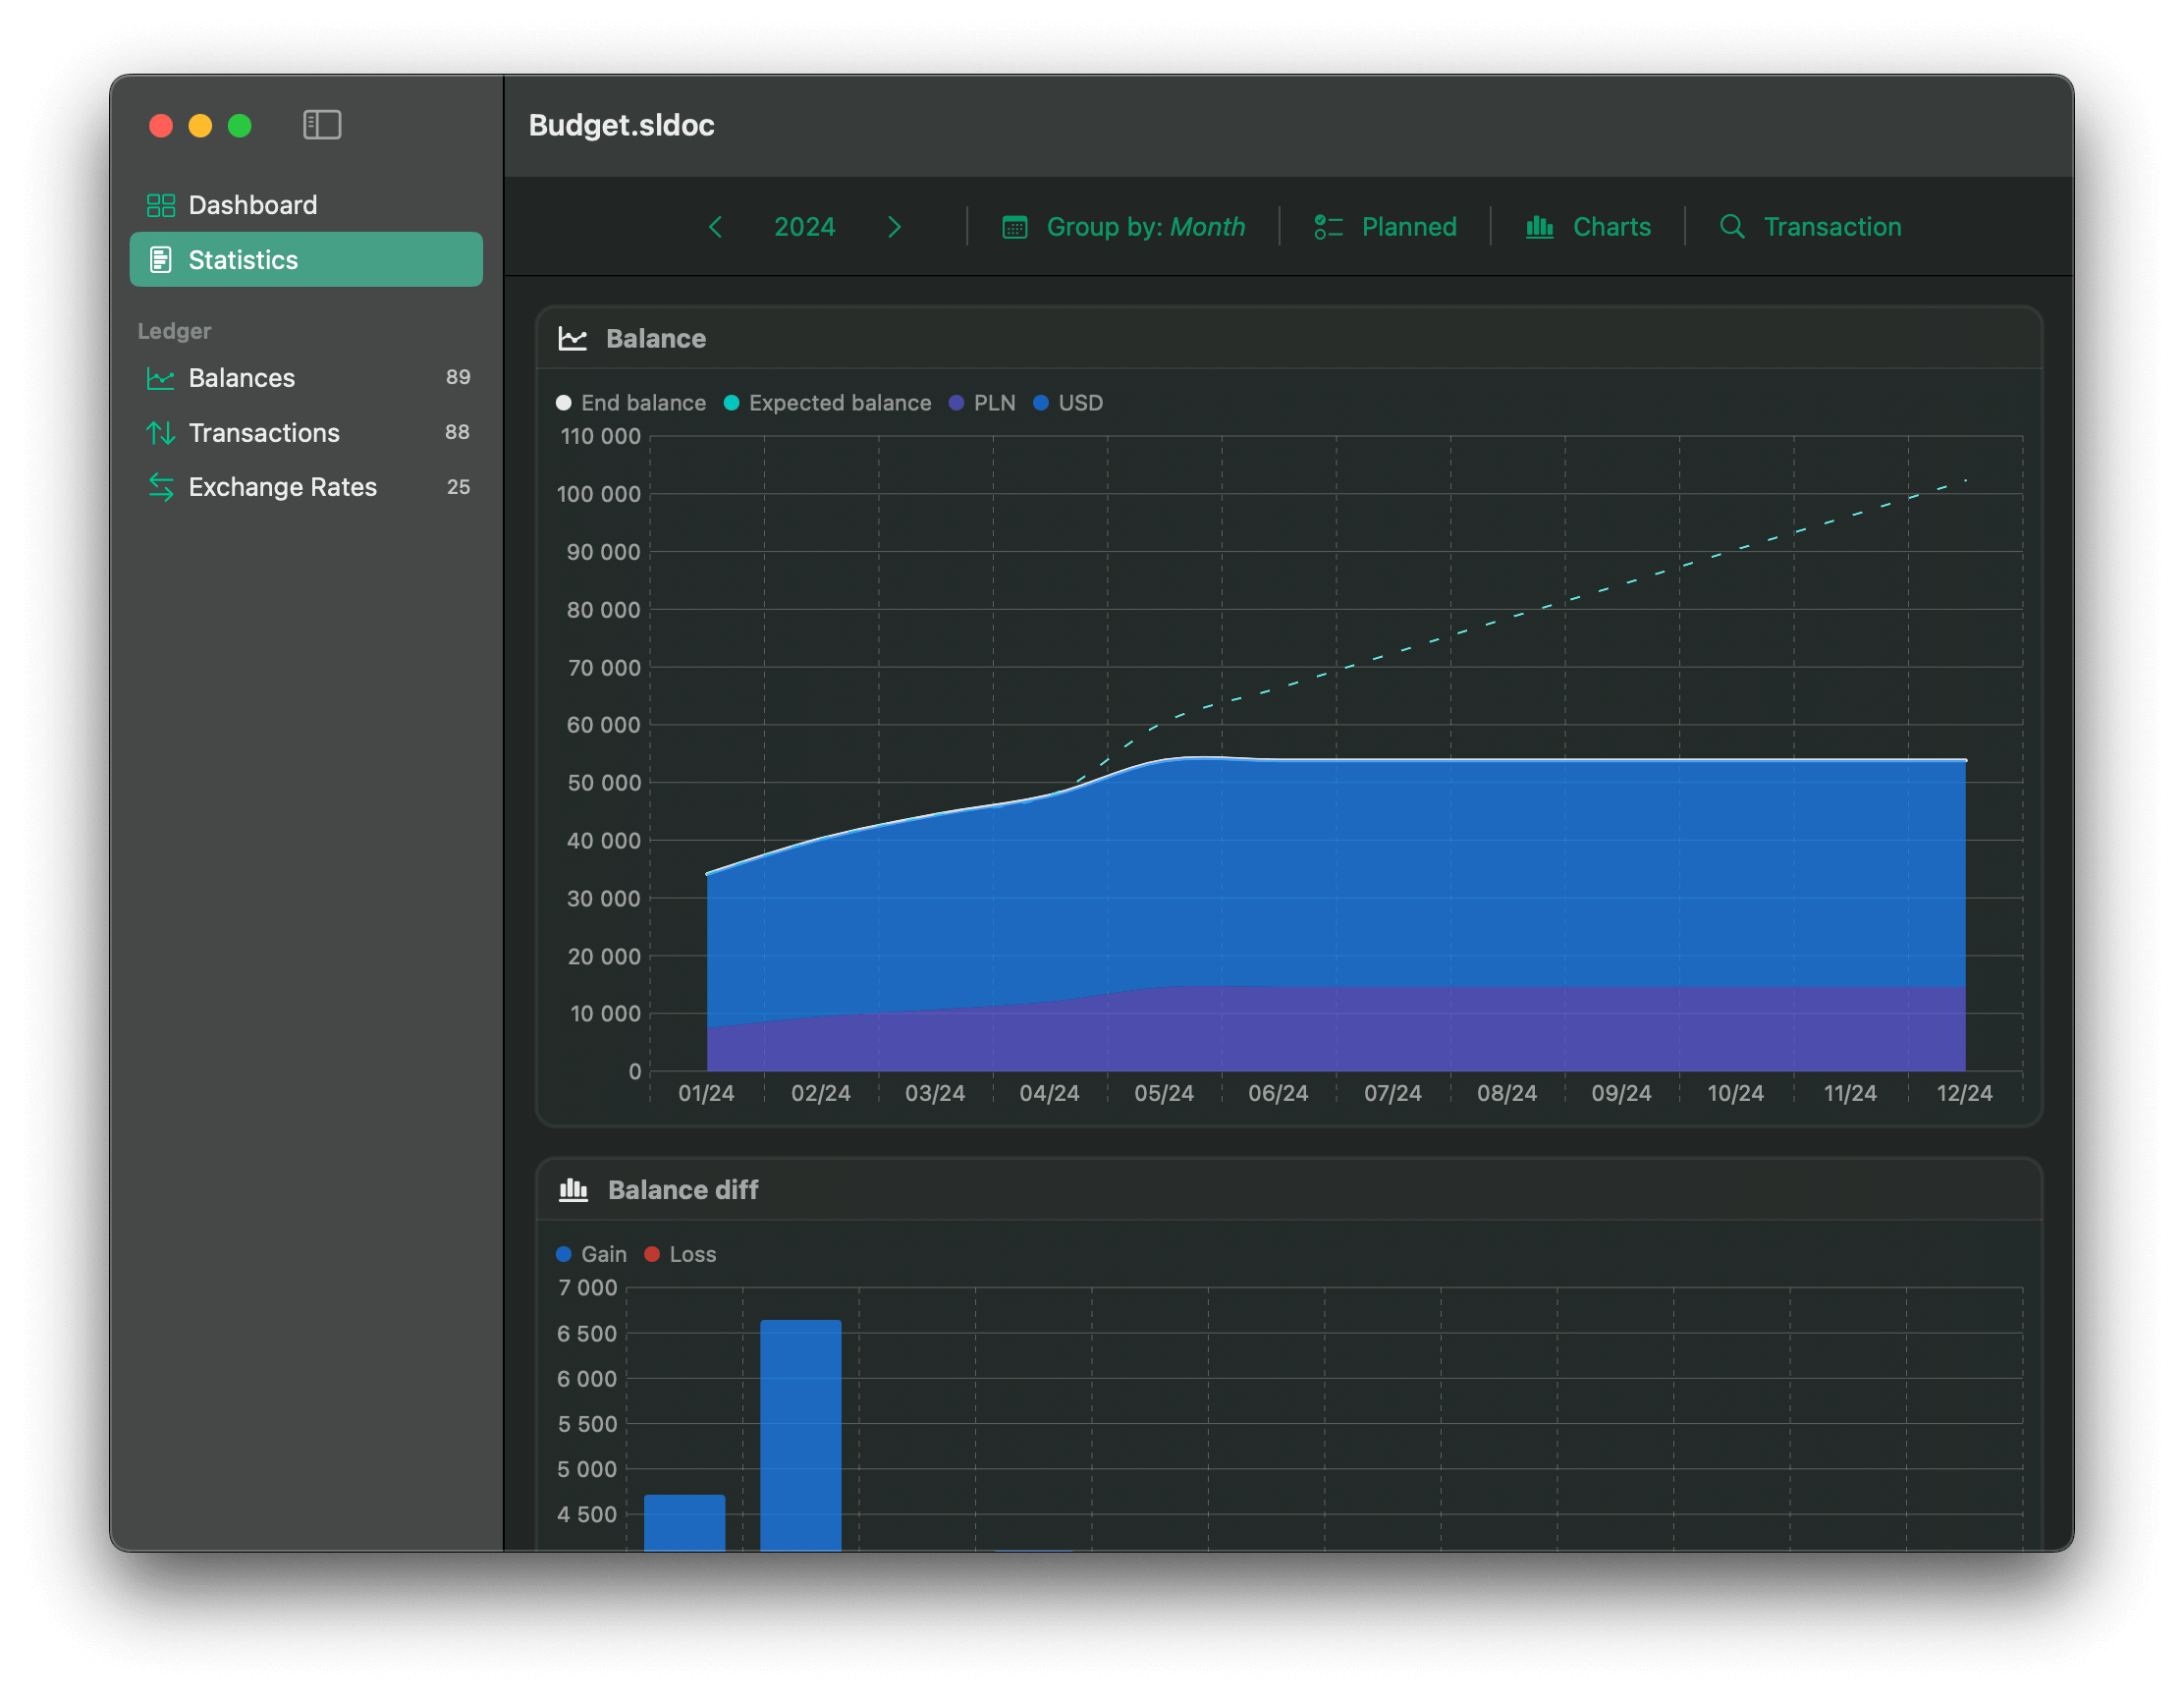 Budget.sldoc
Dashboard
Statistics
Ledger
Balances 89
Transactions 88
Exchange Rates 25
2024 Group by: Month Planned Charts Transaction
Balance
End balance Expected balance PLN USD
110 000
100 000
90 000
80 000
70 000
60 000
50 000
40 000
30 000
20 000
10 000
0
01/24 02/24 03/24 04/24 05/24 06/24 07/24 08/24 09/24 10/24 11/24 12/24
Balance diff
Gain Loss
7 000
6 500
6 000
5 500
5 000
4 500